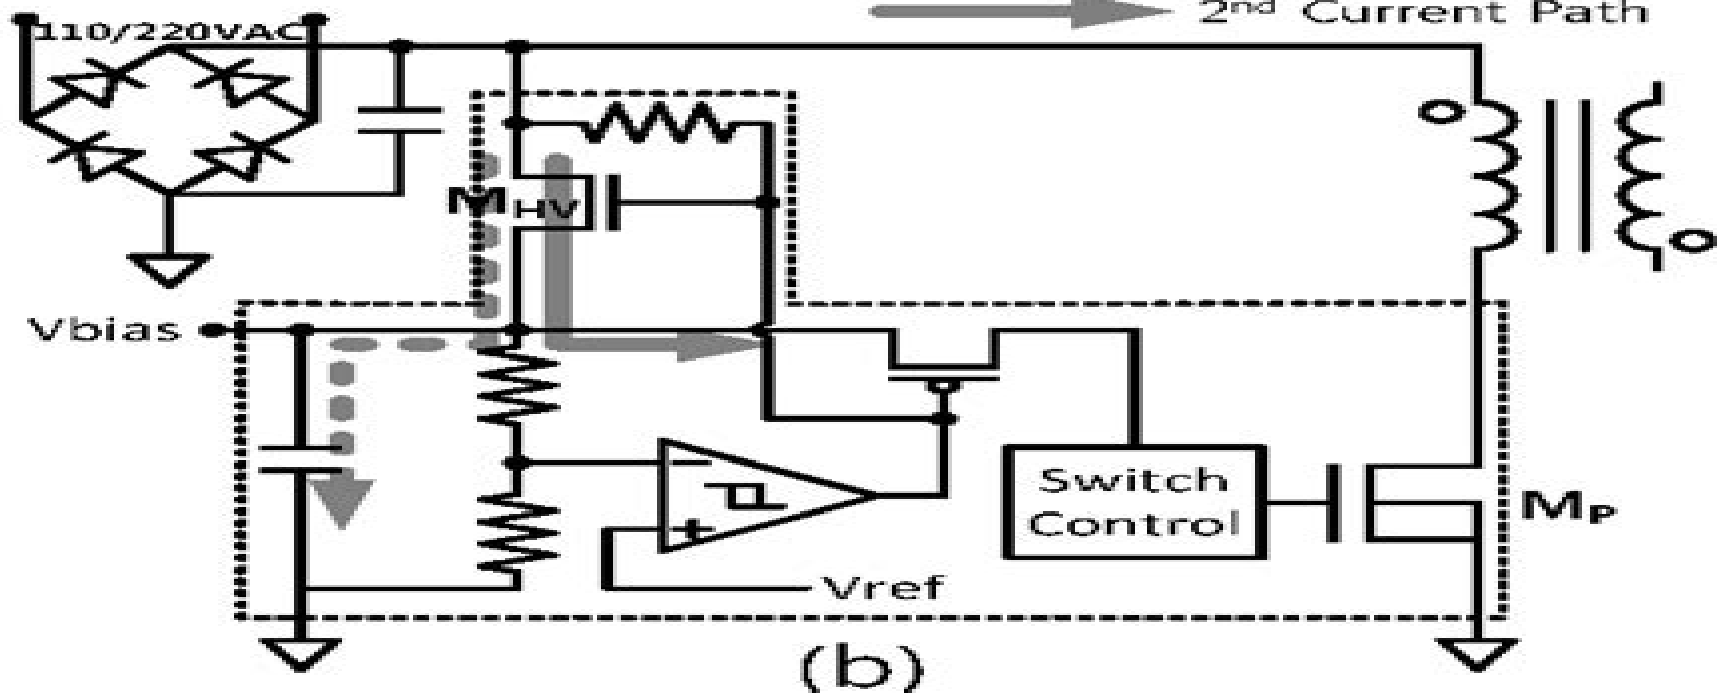 110/220VAC
2nd Current Path
MHV
Vbias
Switch
Control
MP
Vref
(b)